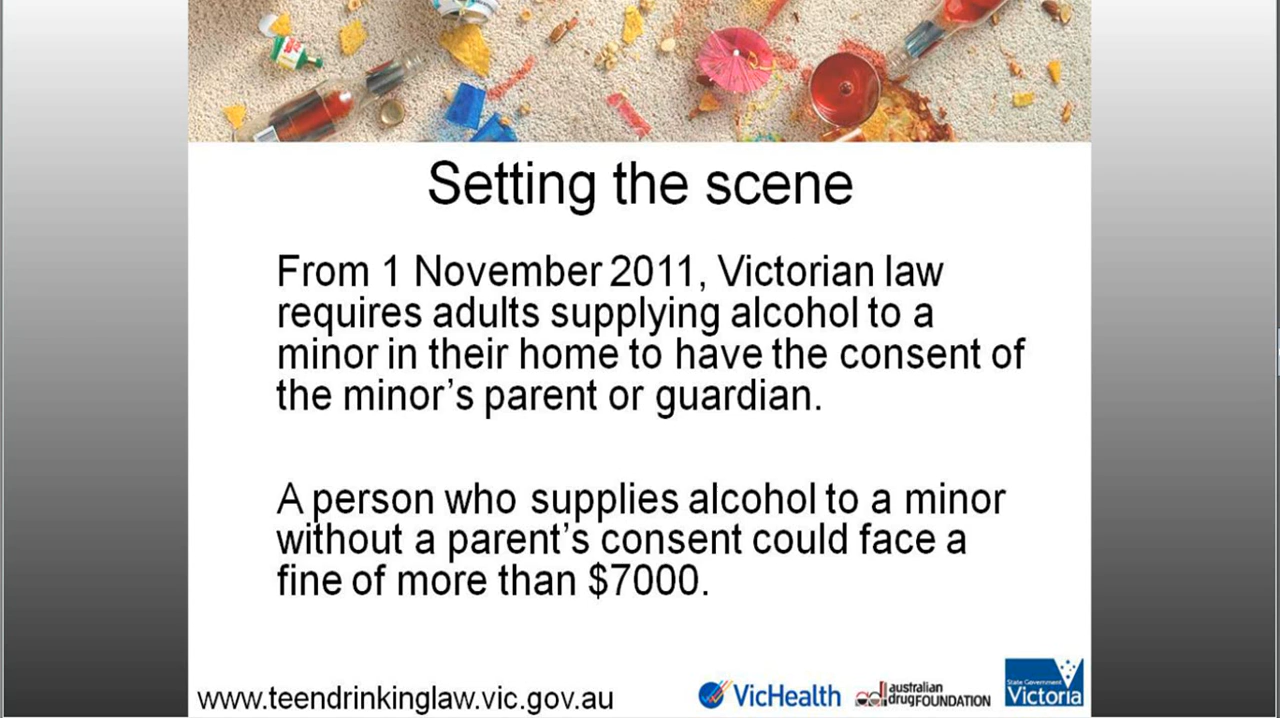 Setting the scene
From 1 November 2011, Victorian law
requires adults supplying alcohol to a
minor in their home to have the consent of
the minor's parent or guardian.
A person who supplies alcohol to a minor
without a parent's consent could face a
fine of more than $7000.
www.teendrinkinglaw.vic.gov.au
VicHealth
australian
drugFOUNDATION
State Government
Victoria